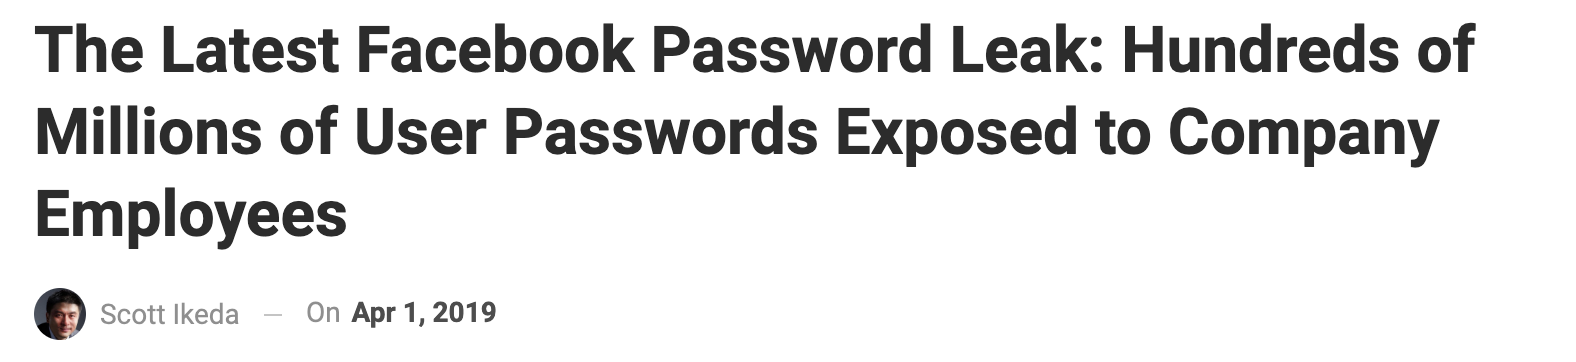 The Latest Facebook Password Leak: Hundreds of
Millions of User Passwords Exposed to Company
Employees
Scott Ikeda — On Apr 1, 2019